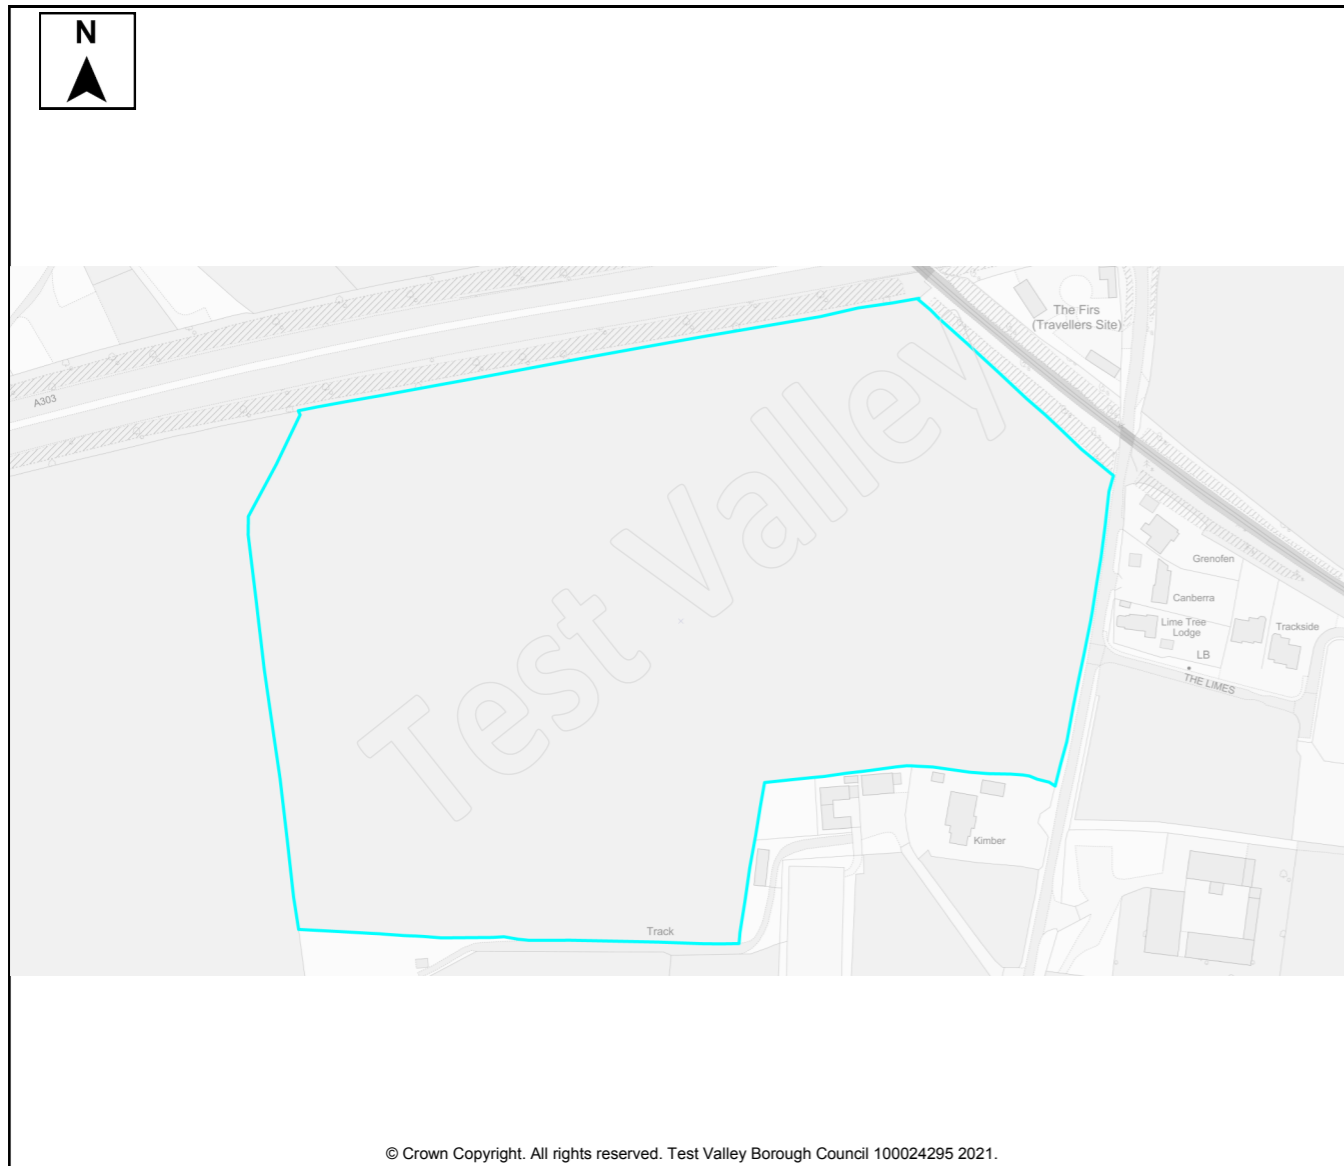 N
The Firs
(Travellers Site)
A303
Test Valley
Grenofen
Canberra
Lime Tree
Lodge
Trackside
LB
THE LIMES
Kimber
Track
© Crown Copyright. All rights reserved. Test Valley Borough Council 100024295 2021.